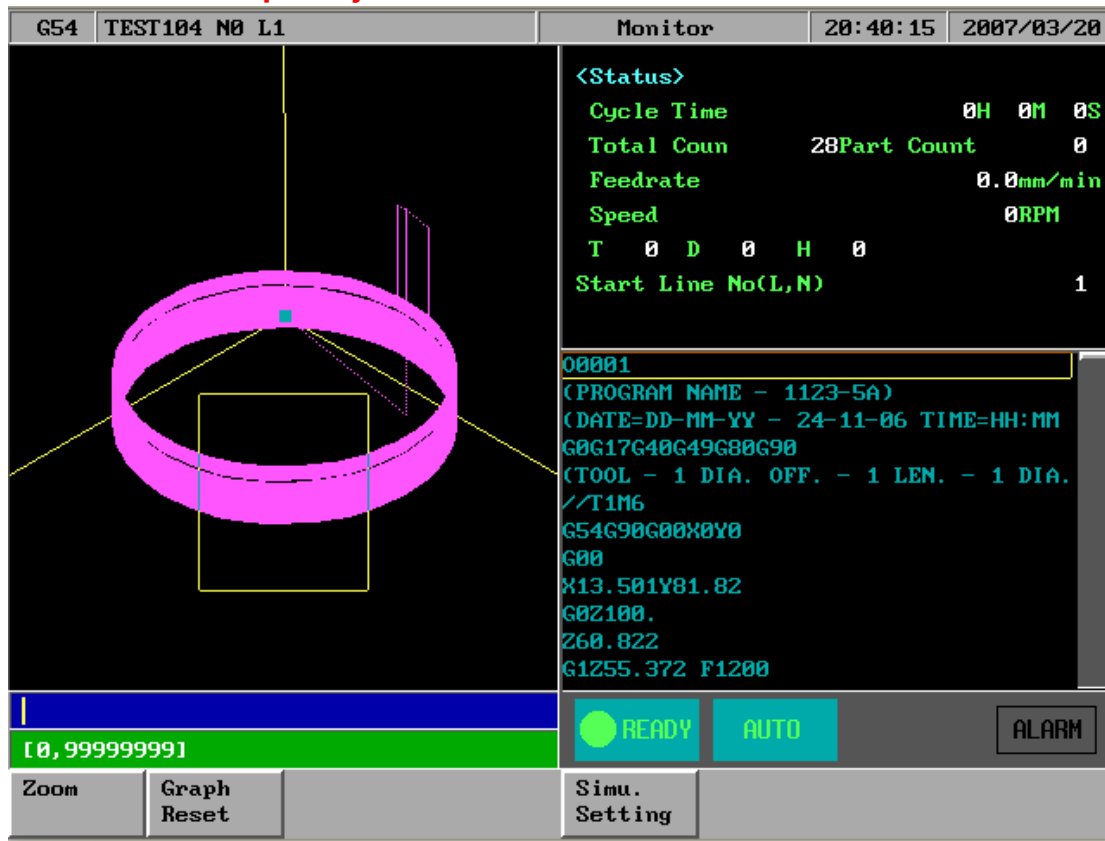 G54 TEST104 N0 L1 Monitor 20:40:15 2007/03/20
<Status>
Cycle Time 0H 0M 0S
Total Coun 28Part Count 0
Feedrate 0.0mm/min
Speed 0RPM
T 0 D 0 H 0
Start Line No(L,N) 1
O0001
(PROGRAM NAME - 1123-5A)
(DATE=DD-MM-YY - 24-11-06 TIME=HH:MM
G0G17G40G49G80G90
(TOOL - 1 DIA. OFF. - 1 LEN. - 1 DIA.
//T1M6
G54G90G00X0Y0
G00
X13.501Y81.82
G0Z100.
Z60.822
G1Z55.372 F1200
[0,99999999]
READY AUTO ALARM
Zoom
Graph
Reset
Simu.
Setting